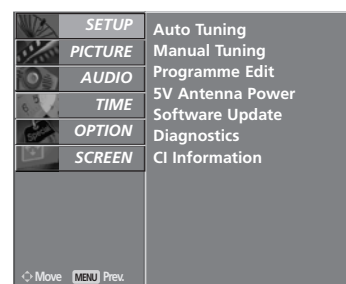 SETUP
PICTURE
AUDIO
TIME
OPTION
SCREEN
Auto Tuning
Manual Tuning
Programme Edit
5V Antenna Power
Software Update
Diagnostics
CI Information
Move MENU Prev.